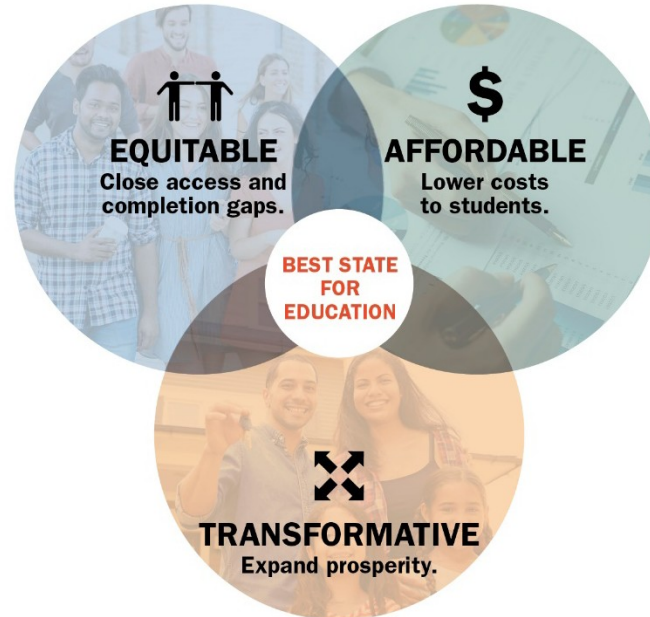 EQUITABLE
Close access and
completion gaps.
$
AFFORDABLE
Lower costs
to students.
BEST STATE
FOR
EDUCATION
TRANSFORMATIVE
Expand prosperity.